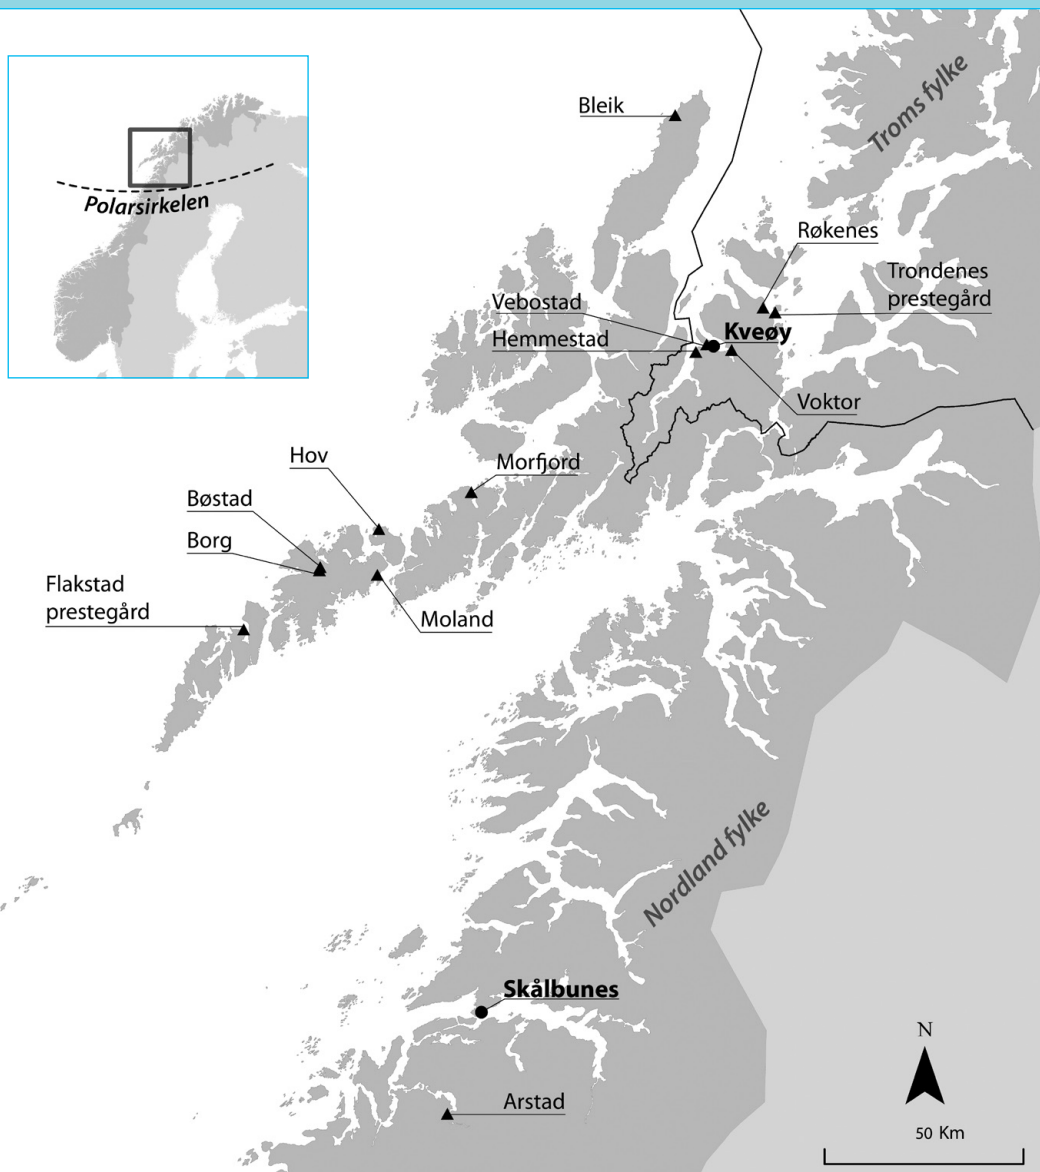 Troms fylke
Bleik
Polarsirkelen
Røkenes
Trondenes
prestegård
Vebostad
Kveøy
Hemmestad
Voktor
Hov
Morfjord
Bøstad
Borg
Flakstad
prestegård
Moland
Nordland fylke
Skålbunes
N
Arstad
50 Km